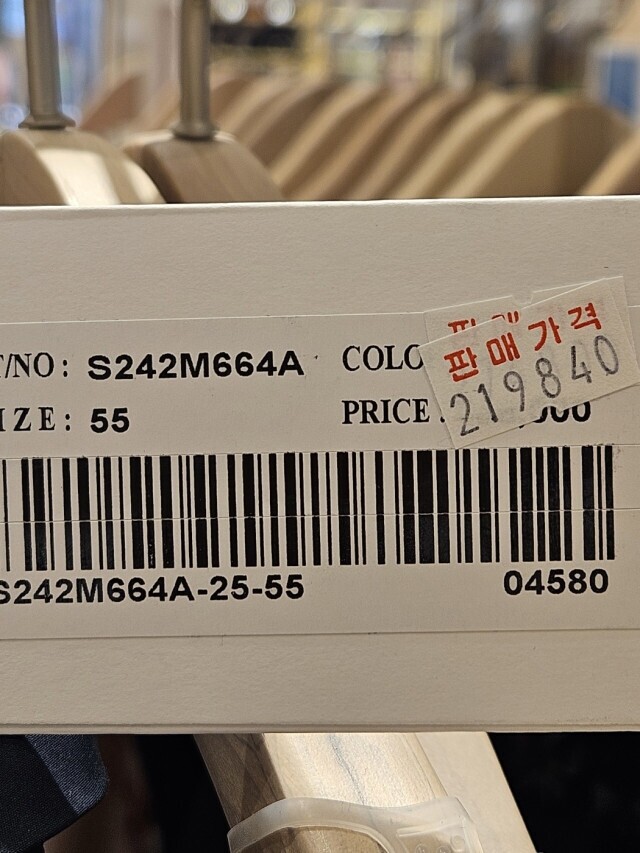 /NO: S242M664A COLO
판매가격
IZE: 55 PRICE
219840
S242M664A-25-55 04580